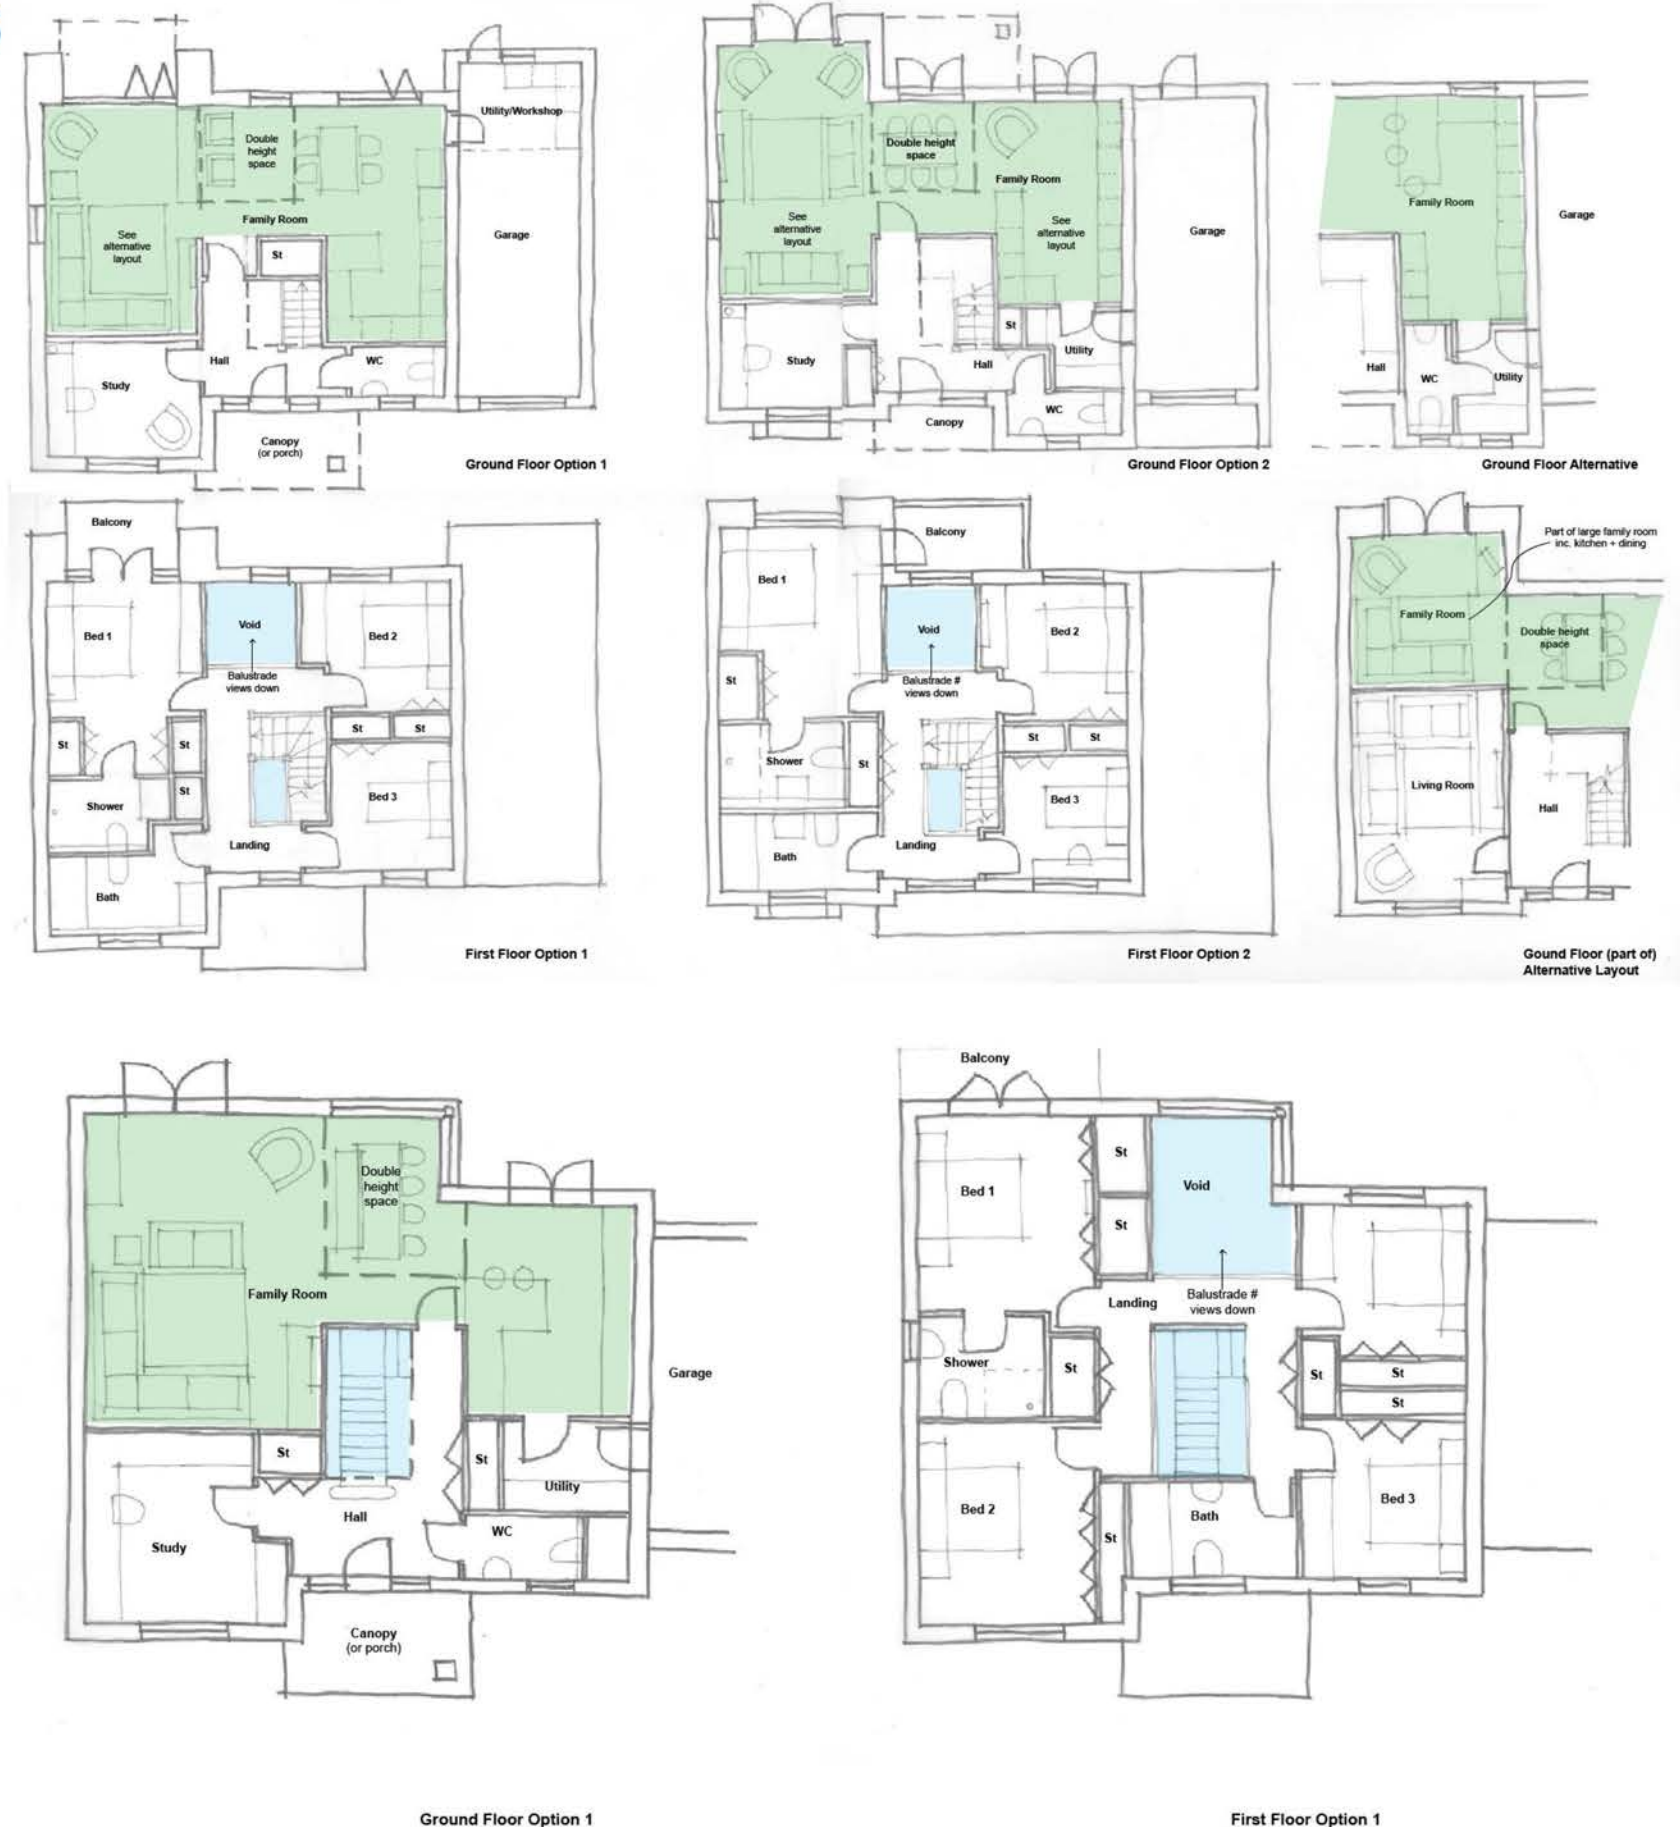 Double
height
space
Utility/Workshop
Family Room
See
alternative
layout
St
Garage
Hall
WC
Study
Canopy
(or porch)
Ground Floor Option 1
Double height
space
Family Room
See
alternative
layout
See
alternative
layout
Garage
St
Study
Hall
Utility
Canopy
WC
Ground Floor Option 2
Family Room
Garage
Hall
WC
Utility
Ground Floor Alternative
Balcony
Bed 1
Void
Bed 2
Balustrade
views down
St
St
St
St
St
Shower
Bed 3
Landing
Bath
First Floor Option 1
Balcony
Bed 1
Void
Bed 2
St
Balustrade #
views down
Shower
St
St
St
Bed 3
Bath
Landing
First Floor Option 2
Part of large family room
inc. kitchen + dining
Family Room
Double height
space
Living Room
Hall
Gound Floor (part of)
Alternative Layout
Double
height
space
Family Room
Garage
St
St
Utility
Hall
WC
Study
Canopy
(or porch)
Ground Floor Option 1
Balcony
St
Bed 1
Void
St
Landing
Balustrade #
views down
Shower
St
St
St
St
Bed 2
Bed 3
Bath
St
First Floor Option 1